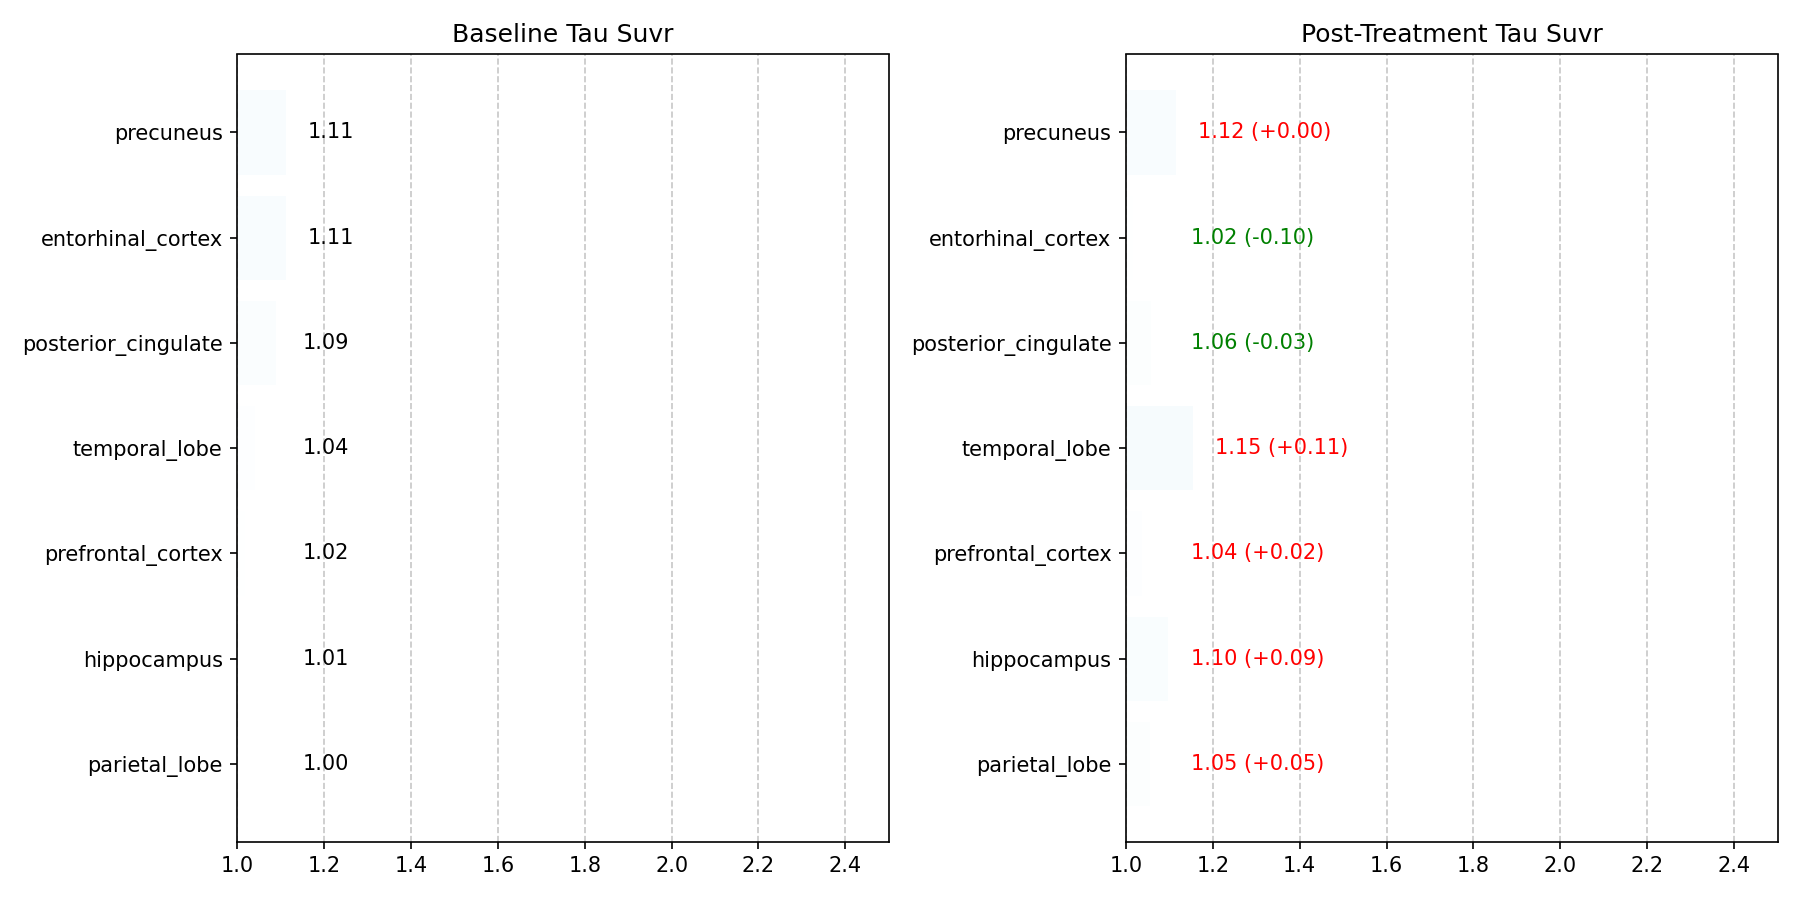 Baseline Tau Suvr
precuneus
1.11
entorhinal_cortex
1.11
posterior_cingulate
1.09
temporal_lobe
1.04
prefrontal_cortex
1.02
hippocampus
1.01
parietal_lobe
1.00
1.0 1.2 1.4 1.6 1.8 2.0 2.2 2.4
Post-Treatment Tau Suvr
precuneus
1.12 (+0.00)
entorhinal_cortex
1.02 (-0.10)
posterior_cingulate
1.06 (-0.03)
temporal_lobe
1.15 (+0.11)
prefrontal_cortex
1.04 (+0.02)
hippocampus
1.10 (+0.09)
parietal_lobe
1.05 (+0.05)
1.0 1.2 1.4 1.6 1.8 2.0 2.2 2.4